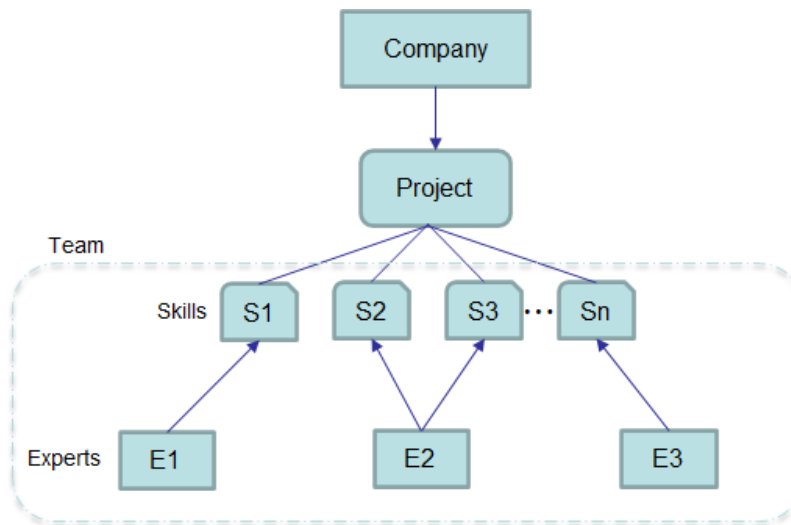 Company
Project
Team
Skills S1 S2 S3 ... Sn
Experts E1 E2 E3